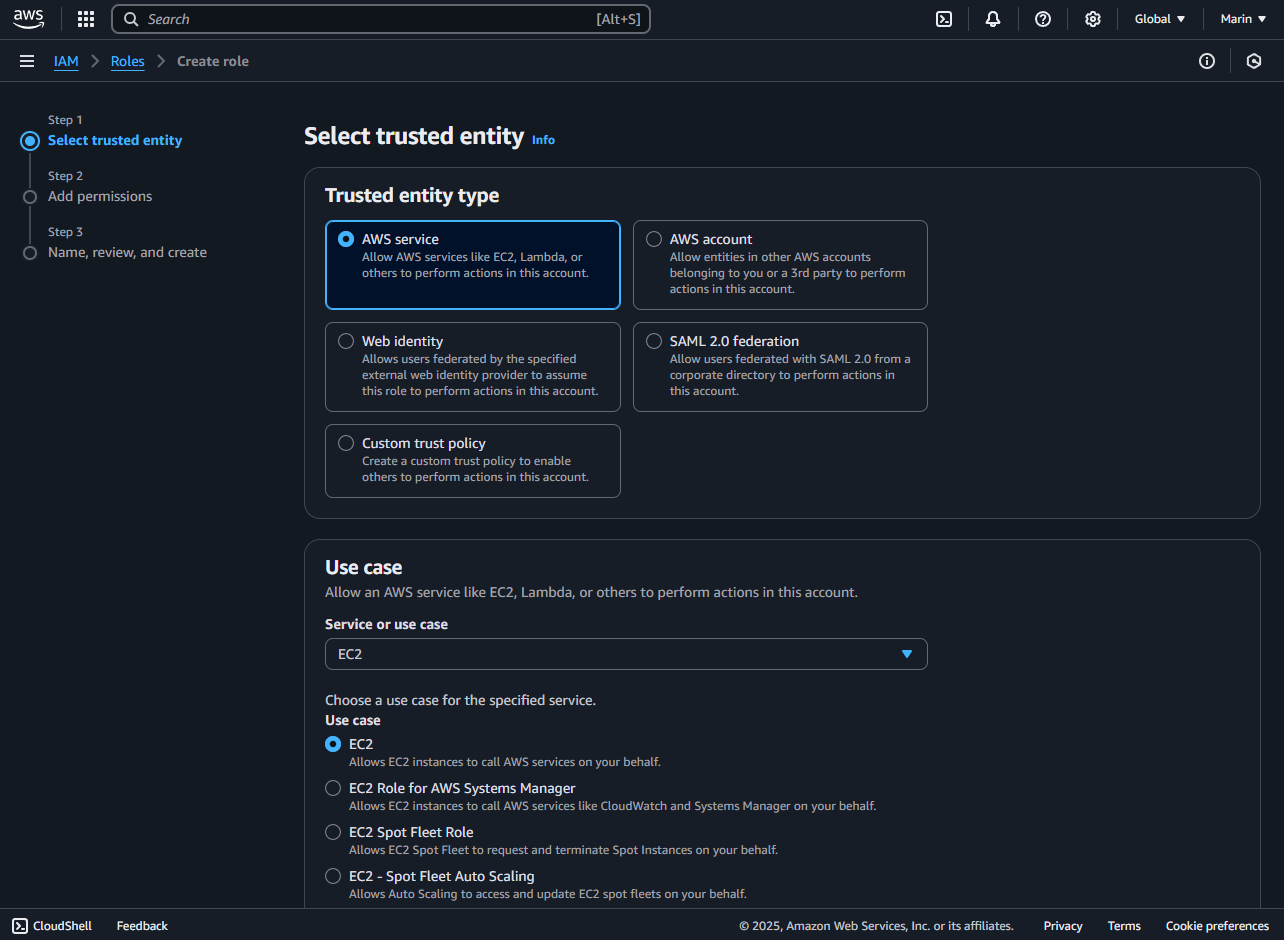 aws
Search [Alt+S]
Global
Marin
IAM
Roles
Create role
Step 1
Select trusted entity
Step 2
Add permissions
Step 3
Name, review, and create
Select trusted entity Info
Trusted entity type
AWS service
Allow AWS services like EC2, Lambda, or
others to perform actions in this account.
AWS account
Allow entities in other AWS accounts
belonging to you or a 3rd party to perform
actions in this account.
Web identity
Allows users federated by the specified
external web identity provider to assume
this role to perform actions in this account.
SAML 2.0 federation
Allow users federated with SAML 2.0 from a
corporate directory to perform actions in
this account.
Custom trust policy
Create a custom trust policy to enable
others to perform actions in this account.
Use case
Allow an AWS service like EC2, Lambda, or others to perform actions in this account.
Service or use case
EC2
Choose a use case for the specified service.
Use case
EC2
Allows EC2 instances to call AWS services on your behalf.
EC2 Role for AWS Systems Manager
Allows EC2 instances to call AWS services like CloudWatch and Systems Manager on your behalf.
EC2 Spot Fleet Role
Allows EC2 Spot Fleet to request and terminate Spot Instances on your behalf.
EC2 - Spot Fleet Auto Scaling
Allows Auto Scaling to access and update EC2 spot fleets on your behalf.
CloudShell
Feedback
© 2025, Amazon Web Services, Inc. or its affiliates.
Privacy
Terms
Cookie preferences